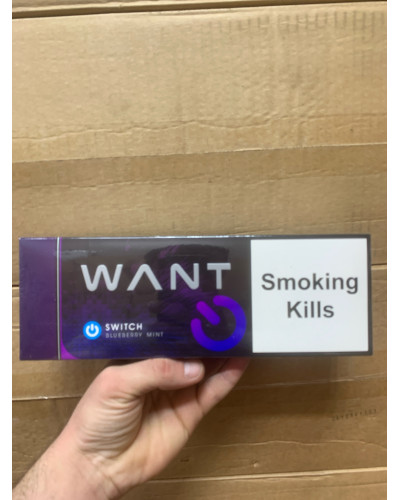 WANT
SWITCH
BLUEBERRY MINT
Smoking
Kills